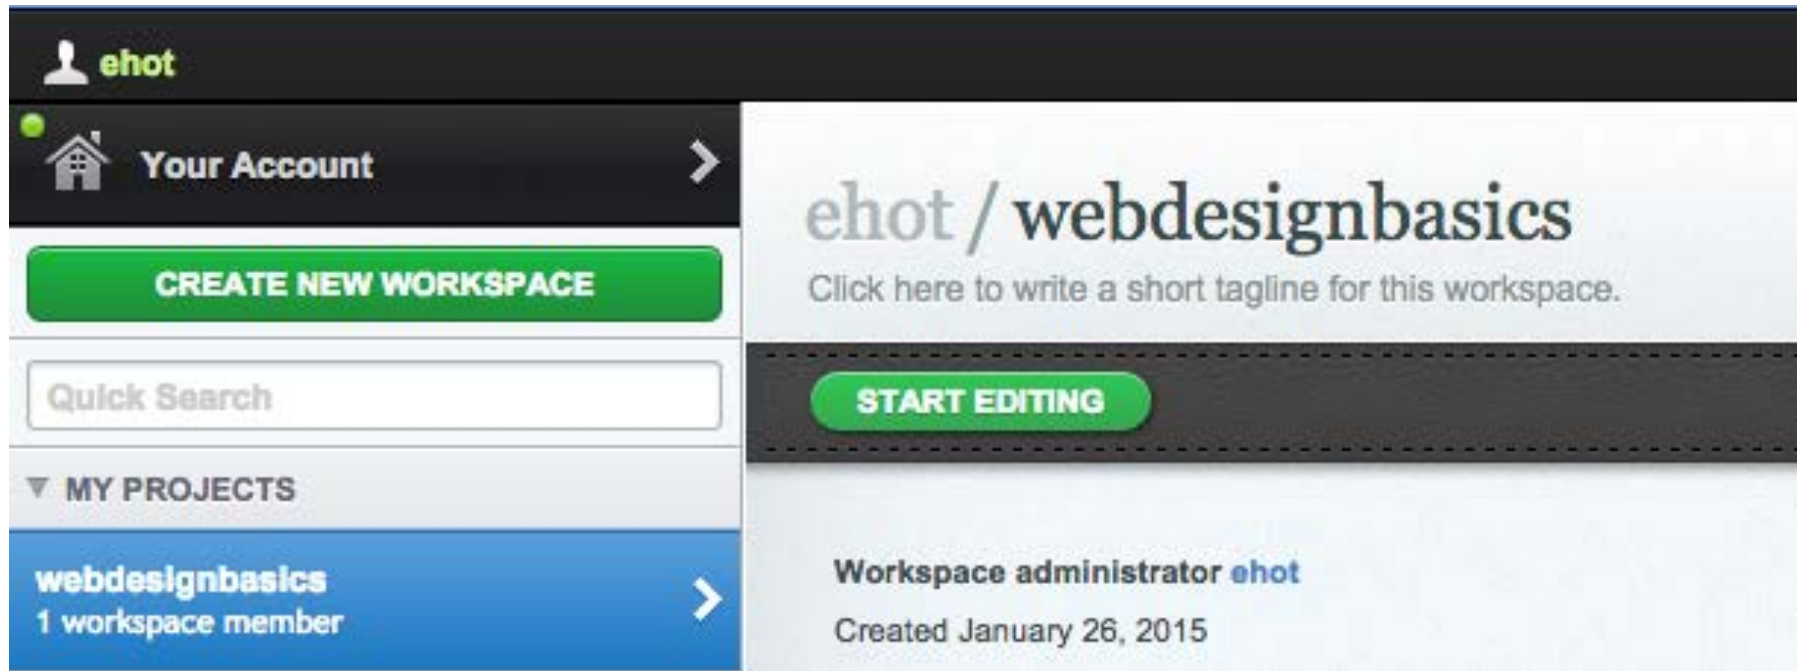 ehot
Your Account
CREATE NEW WORKSPACE
Quick Search
MY PROJECTS
webdesignbasics
1 workspace member
ehot / webdesignbasics
Click here to write a short tagline for this workspace.
START EDITING
Workspace administrator ehot
Created January 26, 2015